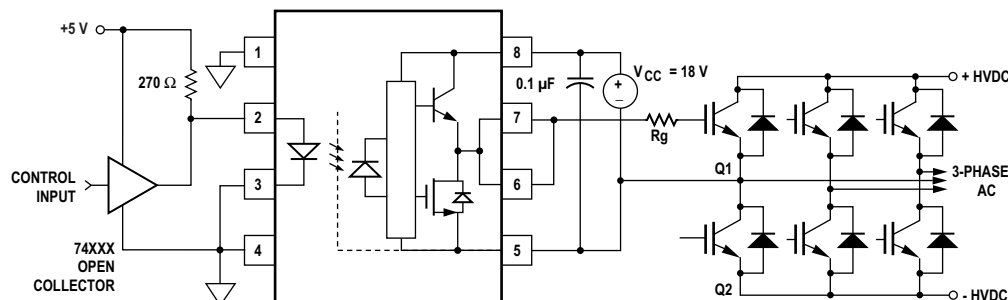 +5 V
270 Ω
CONTROL
INPUT
74XXX
OPEN
COLLECTOR
1
2
3
4
8
7
6
5
0.1 µF
VCC = 18 V
+
–
Rg
Q1
Q2
+ HVDC
3-PHASE
AC
- HVDC